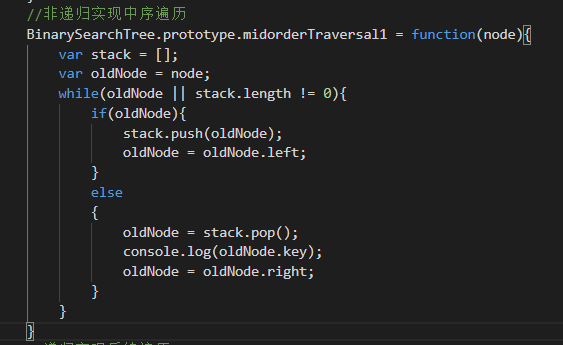 //非递归实现中序遍历
BinarySearchTree.prototype.midorderTraversal1 = function(node){
    var stack = [];
    var oldNode = node;
    while(oldNode || stack.length != 0){
        if(oldNode){
            stack.push(oldNode);
            oldNode = oldNode.left;
        }
        else
        {
            oldNode = stack.pop();
            console.log(oldNode.key);
            oldNode = oldNode.right;
        }
    }
}